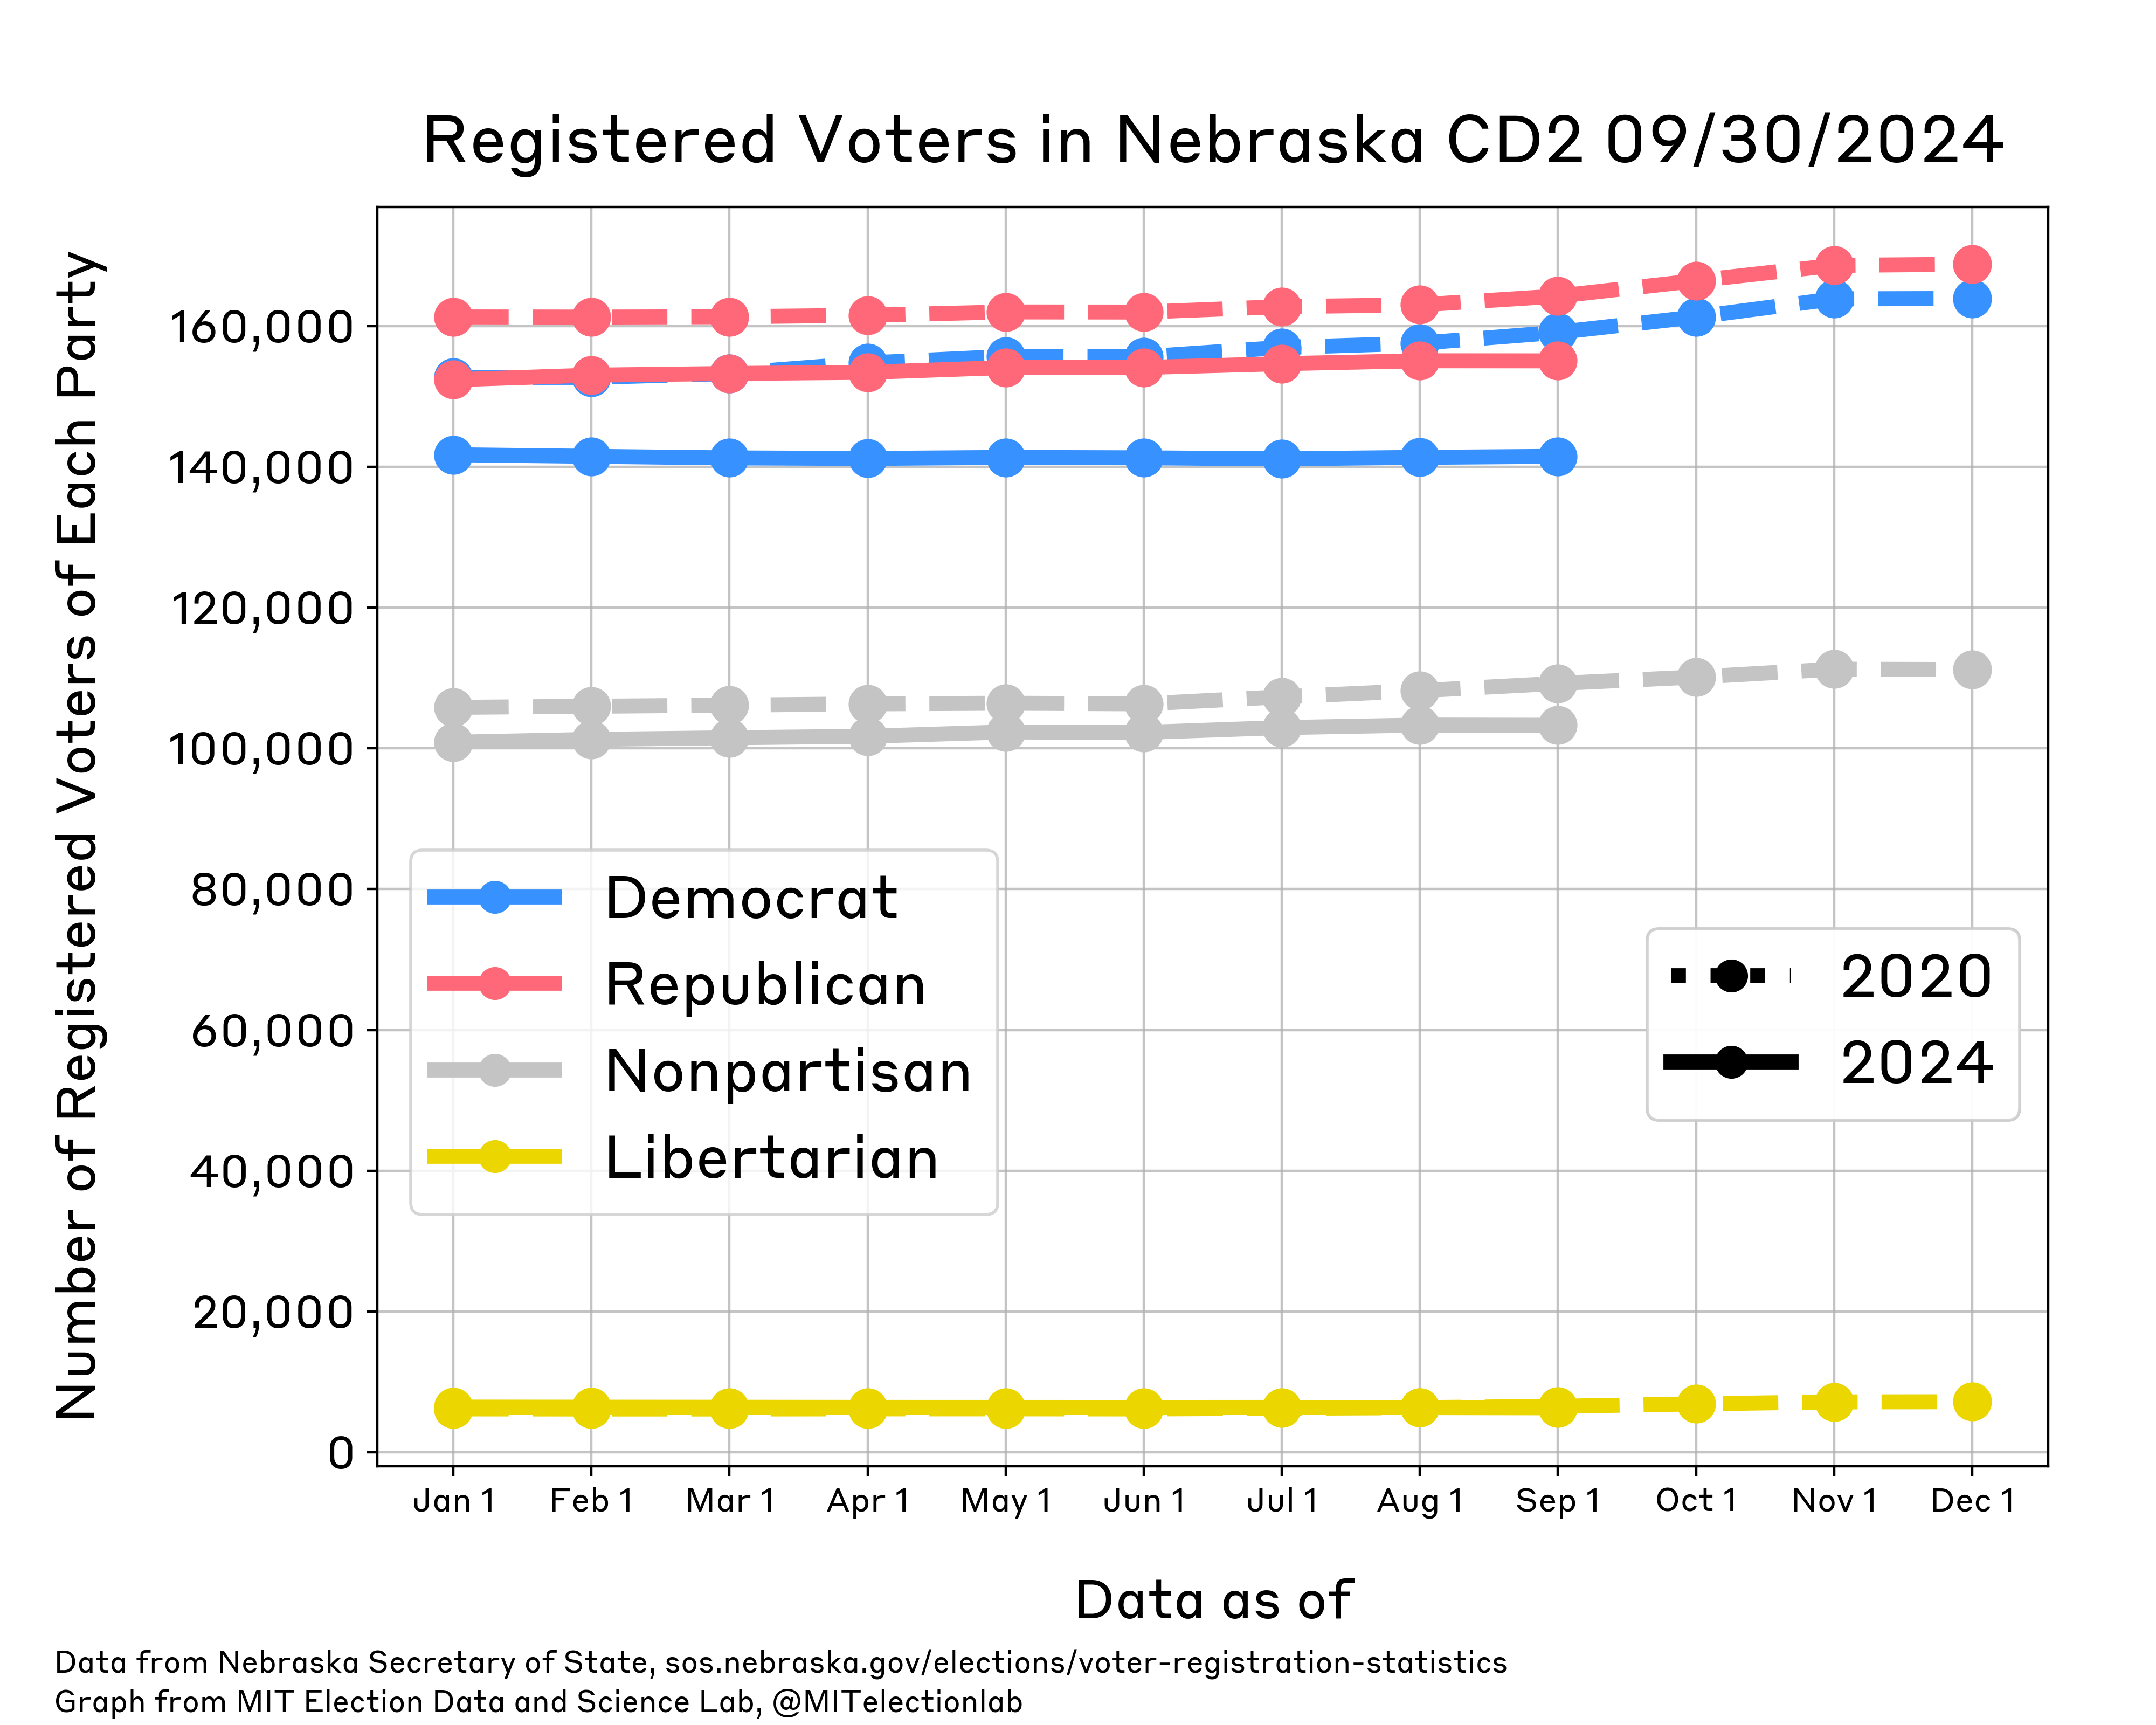 Registered Voters in Nebraska CD2 09/30/2024
Number of Registered Voters of Each Party
160,000
140,000
120,000
100,000
80,000
60,000
40,000
20,000
0
Democrat
Republican
Nonpartisan
Libertarian
2020
2024
Jan 1 Feb 1 Mar 1 Apr 1 May 1 Jun 1 Jul 1 Aug 1 Sep 1 Oct 1 Nov 1 Dec 1
Data as of
Data from Nebraska Secretary of State, sos.nebraska.gov/elections/voter-registration-statistics
Graph from MIT Election Data and Science Lab, @MITelectionlab